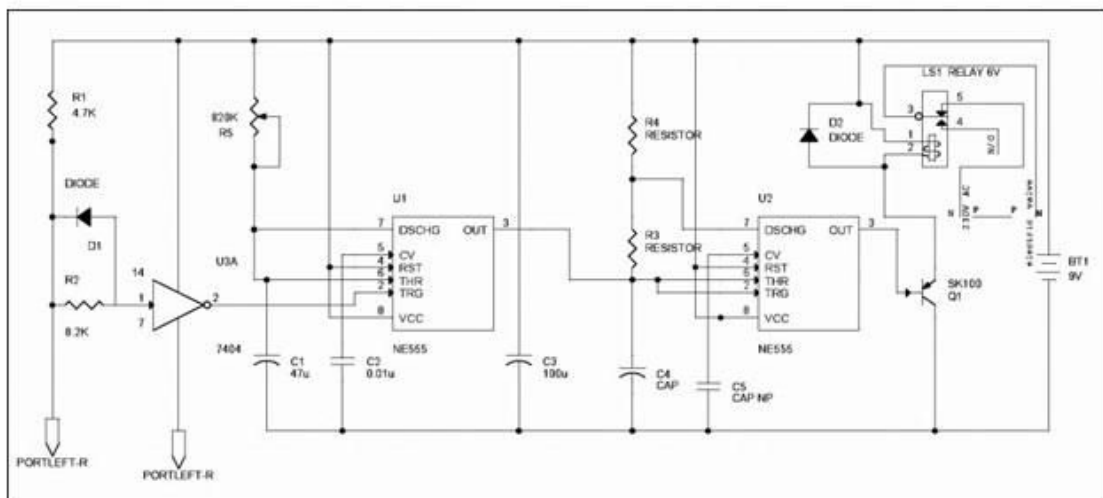 R1
4.7K
820K
R5
DIODE
D1
R2
8.2K
14
1
2
7
U3A
7404
C1
47u
C2
0.01u
U1
7 DSCHG OUT 3
5 CV
4 RST
6 THR
2 TRG
8 VCC
NE555
C3
100u
R4
RESISTOR
R3
RESISTOR
C4
CAP
C5
CAP NP
U2
7 DSCHG OUT 3
5 CV
4 RST
6 THR
2 TRG
8 VCC
NE555
D2
DIODE
LS1 RELAY 6V
3
5
4
1
2
N/O
230V AC
N P P N
SK100
Q1
BT1
9V
PORTLEFT-R
PORTLEFT-R